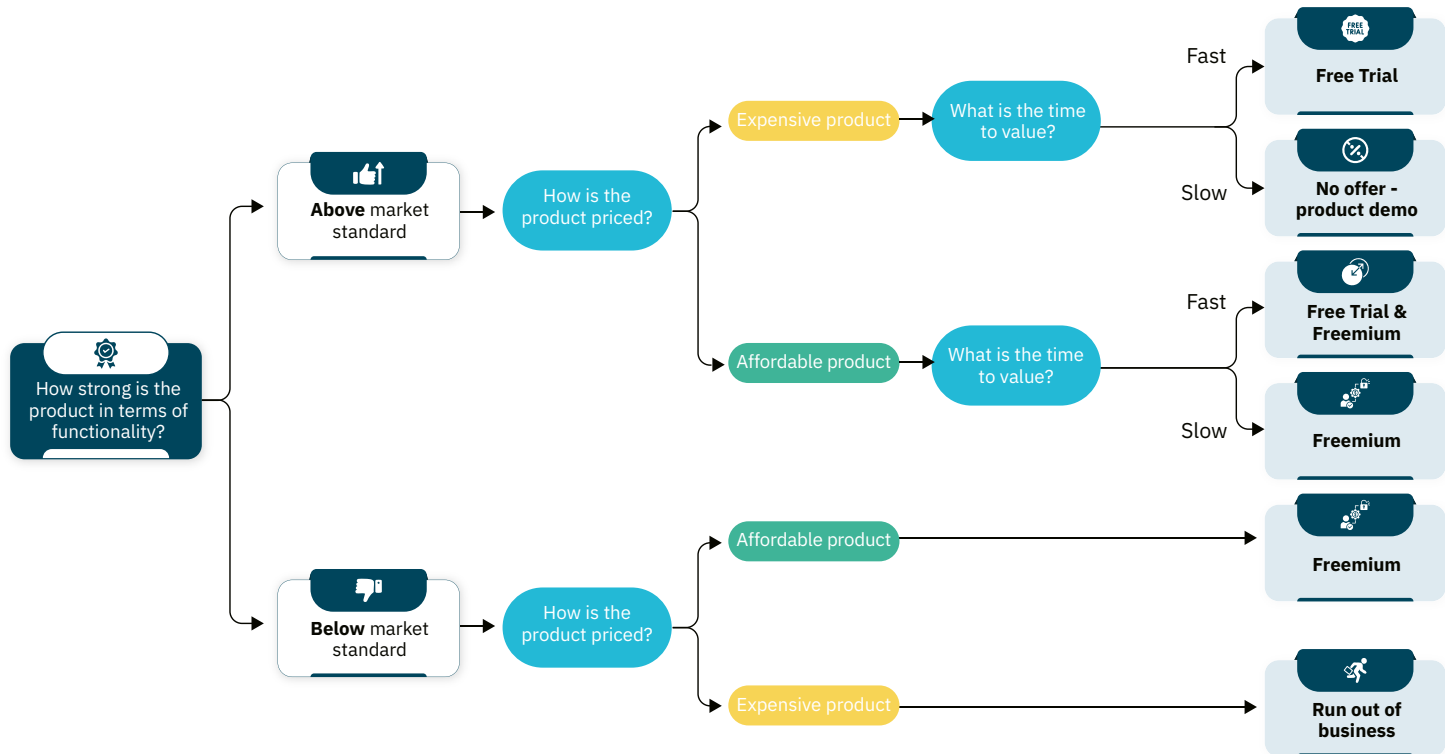 How strong is the
product in terms of
functionality?
Above market
standard
How is the
product priced?
Expensive product
What is the time
to value?
Fast
FREE
TRIAL
Free Trial
Slow
No offer -
product demo
Affordable product
What is the time
to value?
Fast
Free Trial &
Freemium
Slow
Freemium
Below market
standard
How is the
product priced?
Affordable product
Freemium
Expensive product
Run out of
business